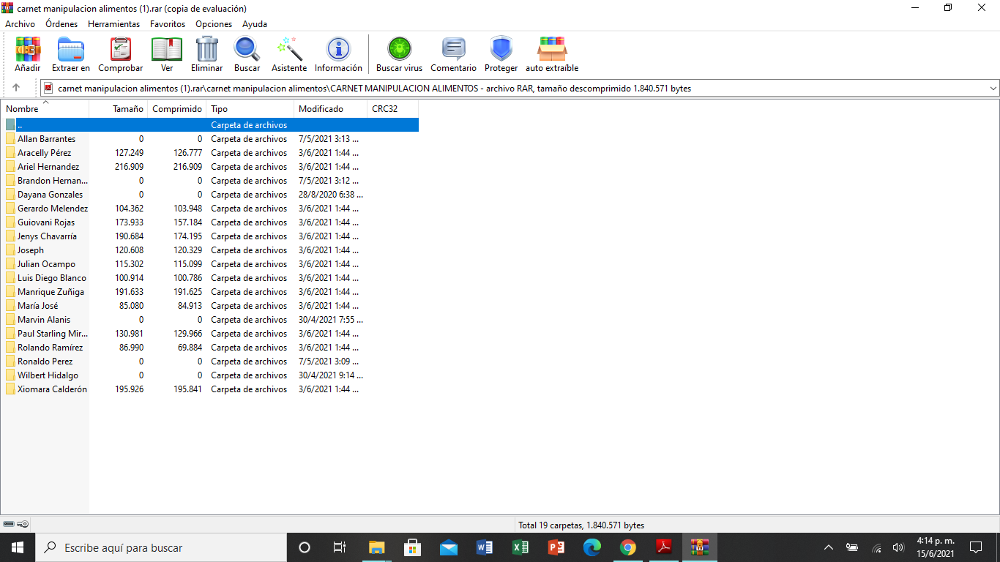 carnet manipulacion alimentos (1).rar (copia de evaluación)
Archivo Órdenes Herramientas Favoritos Opciones Ayuda
Añadir Extraer en Comprobar Ver Eliminar Buscar Asistente Información Buscar virus Comentario Proteger auto extraíble
carnet manipulacion alimentos (1).rar\carnet manipulacion alimentos\CARNET MANIPULACION ALIMENTOS - archivo RAR, tamaño descomprimido 1.840.571 bytes
Nombre Tamaño Comprimido Tipo Modificado CRC32
.. Carpeta de archivos
Allan Barrantes 0 0 Carpeta de archivos 7/5/2021 3:13 ...
Aracelly Pérez 127.249 126.777 Carpeta de archivos 3/6/2021 1:44 ...
Ariel Hernandez 216.909 216.909 Carpeta de archivos 3/6/2021 1:44 ...
Brandon Hernan... 0 0 Carpeta de archivos 7/5/2021 3:12 ...
Dayana Gonzales 0 0 Carpeta de archivos 28/8/2020 6:38 ...
Gerardo Melendez 104.362 103.948 Carpeta de archivos 3/6/2021 1:44 ...
Guiovani Rojas 173.933 157.184 Carpeta de archivos 3/6/2021 1:44 ...
Jenys Chavarría 190.684 174.195 Carpeta de archivos 3/6/2021 1:44 ...
Joseph 120.608 120.329 Carpeta de archivos 3/6/2021 1:44 ...
Julian Ocampo 115.302 115.099 Carpeta de archivos 3/6/2021 1:44 ...
Luis Diego Blanco 100.914 100.786 Carpeta de archivos 3/6/2021 1:44 ...
Manrique Zuñiga 191.633 191.625 Carpeta de archivos 3/6/2021 1:44 ...
María José 85.080 84.913 Carpeta de archivos 3/6/2021 1:44 ...
Marvin Alanis 0 0 Carpeta de archivos 30/4/2021 7:55 ...
Paul Starling Mir... 130.981 129.966 Carpeta de archivos 3/6/2021 1:44 ...
Rolando Ramírez 86.990 69.884 Carpeta de archivos 3/6/2021 1:44 ...
Ronaldo Perez 0 0 Carpeta de archivos 7/5/2021 3:09 ...
Wilbert Hidalgo 0 0 Carpeta de archivos 30/4/2021 9:14 ...
Xiomara Calderón 195.926 195.841 Carpeta de archivos 3/6/2021 1:44 ...
Total 19 carpetas, 1.840.571 bytes
Escribe aquí para buscar
4:14 p. m.
15/6/2021